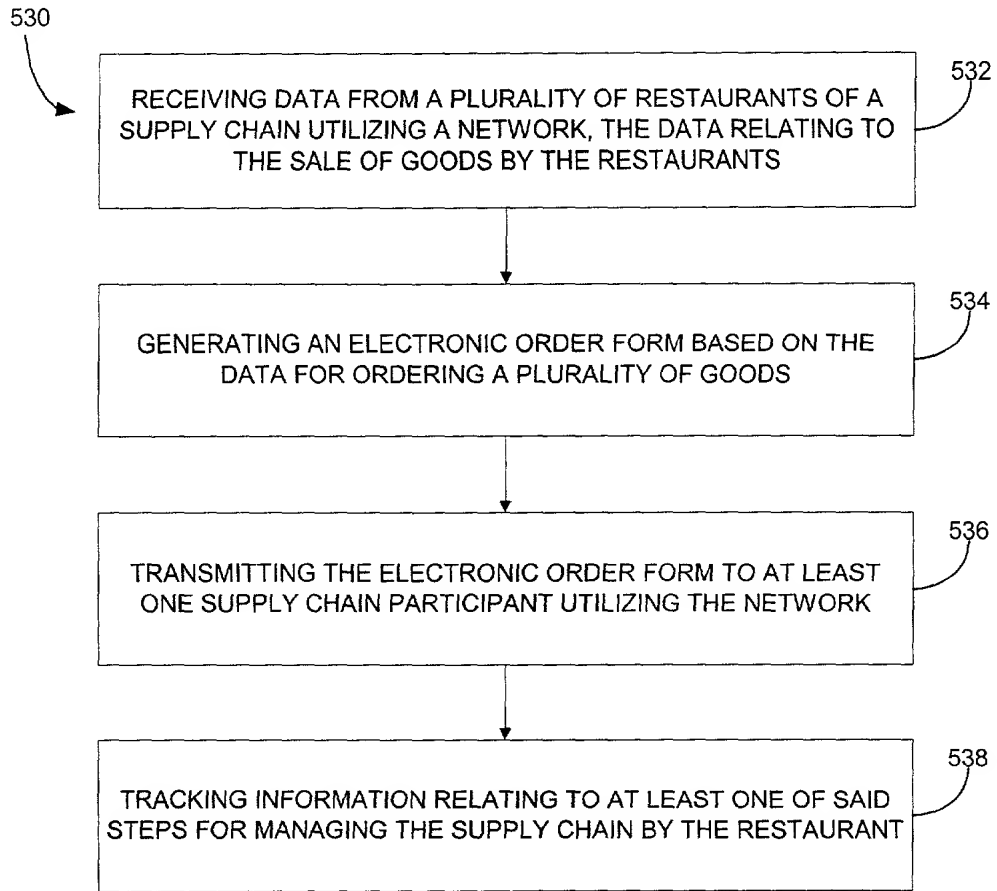 530
532
RECEIVING DATA FROM A PLURALITY OF RESTAURANTS OF A
SUPPLY CHAIN UTILIZING A NETWORK, THE DATA RELATING TO
THE SALE OF GOODS BY THE RESTAURANTS
534
GENERATING AN ELECTRONIC ORDER FORM BASED ON THE
DATA FOR ORDERING A PLURALITY OF GOODS
536
TRANSMITTING THE ELECTRONIC ORDER FORM TO AT LEAST
ONE SUPPLY CHAIN PARTICIPANT UTILIZING THE NETWORK
538
TRACKING INFORMATION RELATING TO AT LEAST ONE OF SAID
STEPS FOR MANAGING THE SUPPLY CHAIN BY THE RESTAURANT